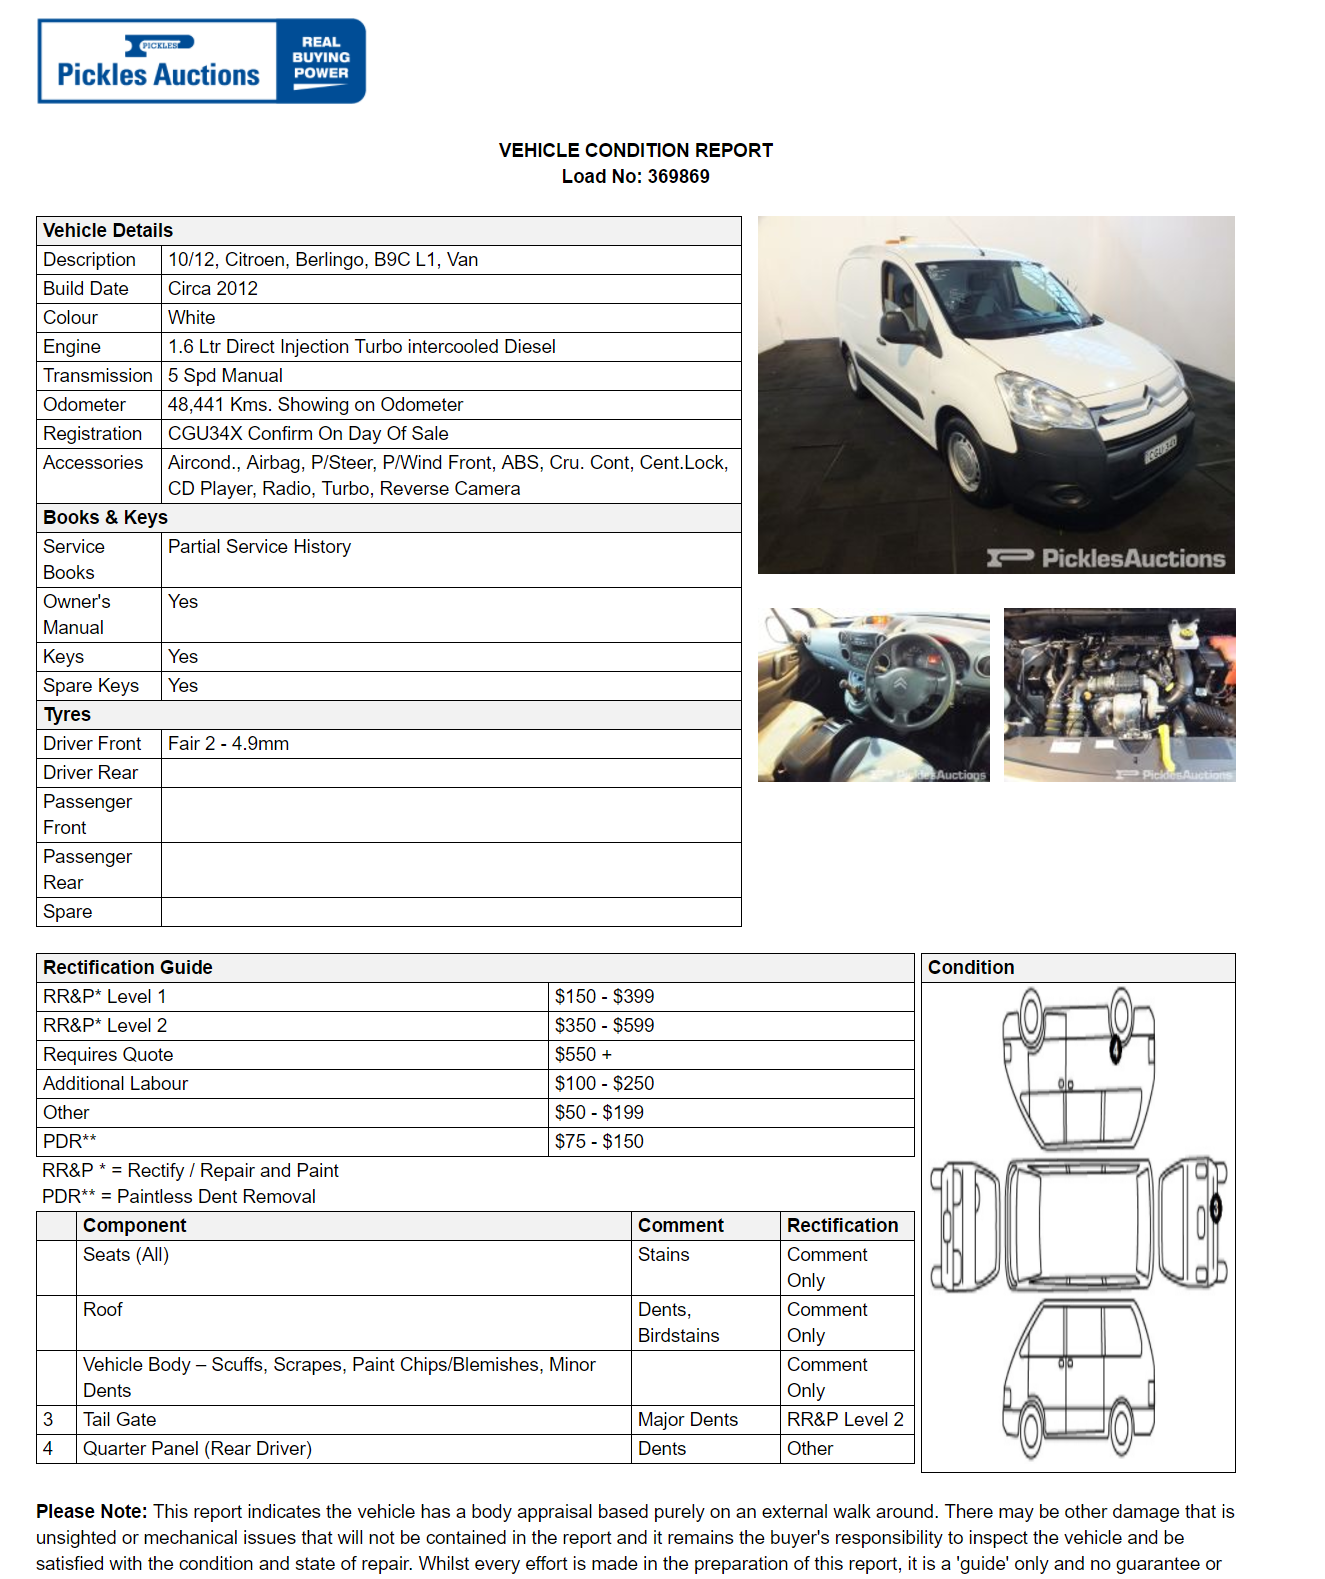 PICKLES
Pickles Auctions
REAL
BUYING
POWER
VEHICLE CONDITION REPORT
Load No: 369869
Vehicle Details
Description 10/12, Citroen, Berlingo, B9C L1, Van
Build Date Circa 2012
Colour White
Engine 1.6 Ltr Direct Injection Turbo intercooled Diesel
Transmission 5 Spd Manual
Odometer 48,441 Kms. Showing on Odometer
Registration CGU34X Confirm On Day Of Sale
Accessories Aircond., Airbag, P/Steer, P/Wind Front, ABS, Cru. Cont, Cent.Lock,
CD Player, Radio, Turbo, Reverse Camera
Books & Keys
Service Partial Service History
Books
Owner's Yes
Manual
Keys Yes
Spare Keys Yes
Tyres
Driver Front Fair 2 - 4.9mm
Driver Rear
Passenger
Front
Passenger
Rear
Spare
PicklesAuctions
PicklesAuctions
PicklesAuctions
Rectification Guide
RR&P* Level 1 $150 - $399
RR&P* Level 2 $350 - $599
Requires Quote $550 +
Additional Labour $100 - $250
Other $50 - $199
PDR** $75 - $150
RR&P * = Rectify / Repair and Paint
PDR** = Paintless Dent Removal
Component Comment Rectification
Seats (All) Stains Comment
Only
Roof Dents, Comment
Birdstains Only
Vehicle Body – Scuffs, Scrapes, Paint Chips/Blemishes, Minor Comment
Dents Only
3 Tail Gate Major Dents RR&P Level 2
4 Quarter Panel (Rear Driver) Dents Other
Condition
4
3
Please Note: This report indicates the vehicle has a body appraisal based purely on an external walk around. There may be other damage that is
unsighted or mechanical issues that will not be contained in the report and it remains the buyer's responsibility to inspect the vehicle and be
satisfied with the condition and state of repair. Whilst every effort is made in the preparation of this report, it is a 'guide' only and no guarantee or